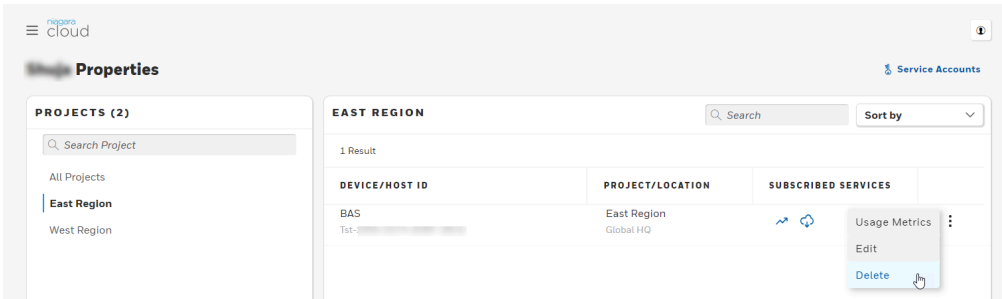 niagara
cloud
Properties
Service Accounts
PROJECTS (2)
Search Project
All Projects
East Region
West Region
EAST REGION
Search
Sort by
1 Result
DEVICE/HOST ID PROJECT/LOCATION SUBSCRIBED SERVICES
BAS East Region
Tst- Global HQ
Usage Metrics
Edit
Delete